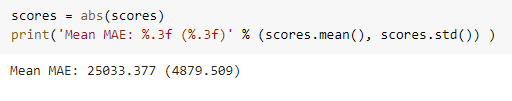 scores = abs(scores)
print('Mean MAE: %.3f (%.3f)' % (scores.mean(), scores.std()) )
Mean MAE: 25033.377 (4879.509)